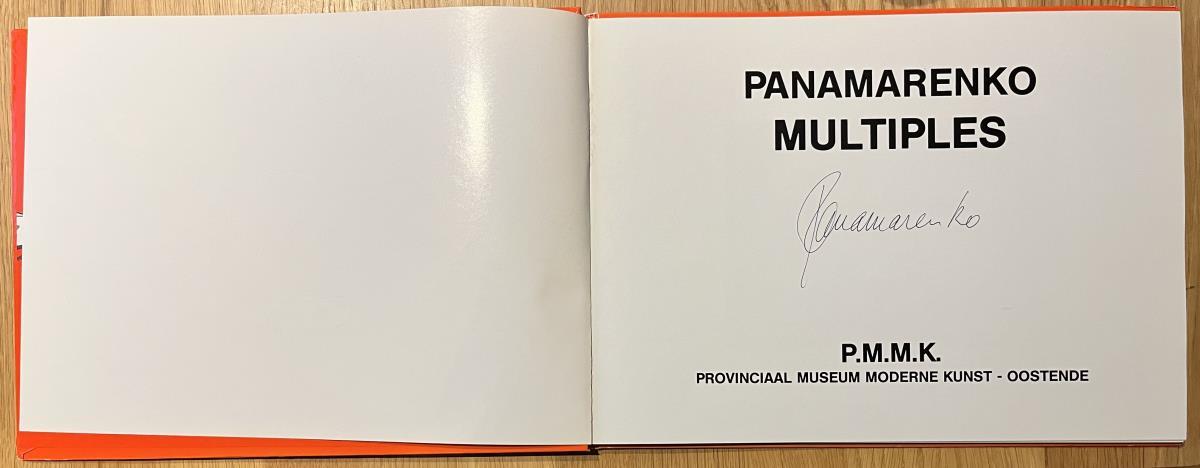 PANAMARENKO
MULTIPLES
Panamarenko
P.M.M.K.
PROVINCIAAL MUSEUM MODERNE KUNST - OOSTENDE